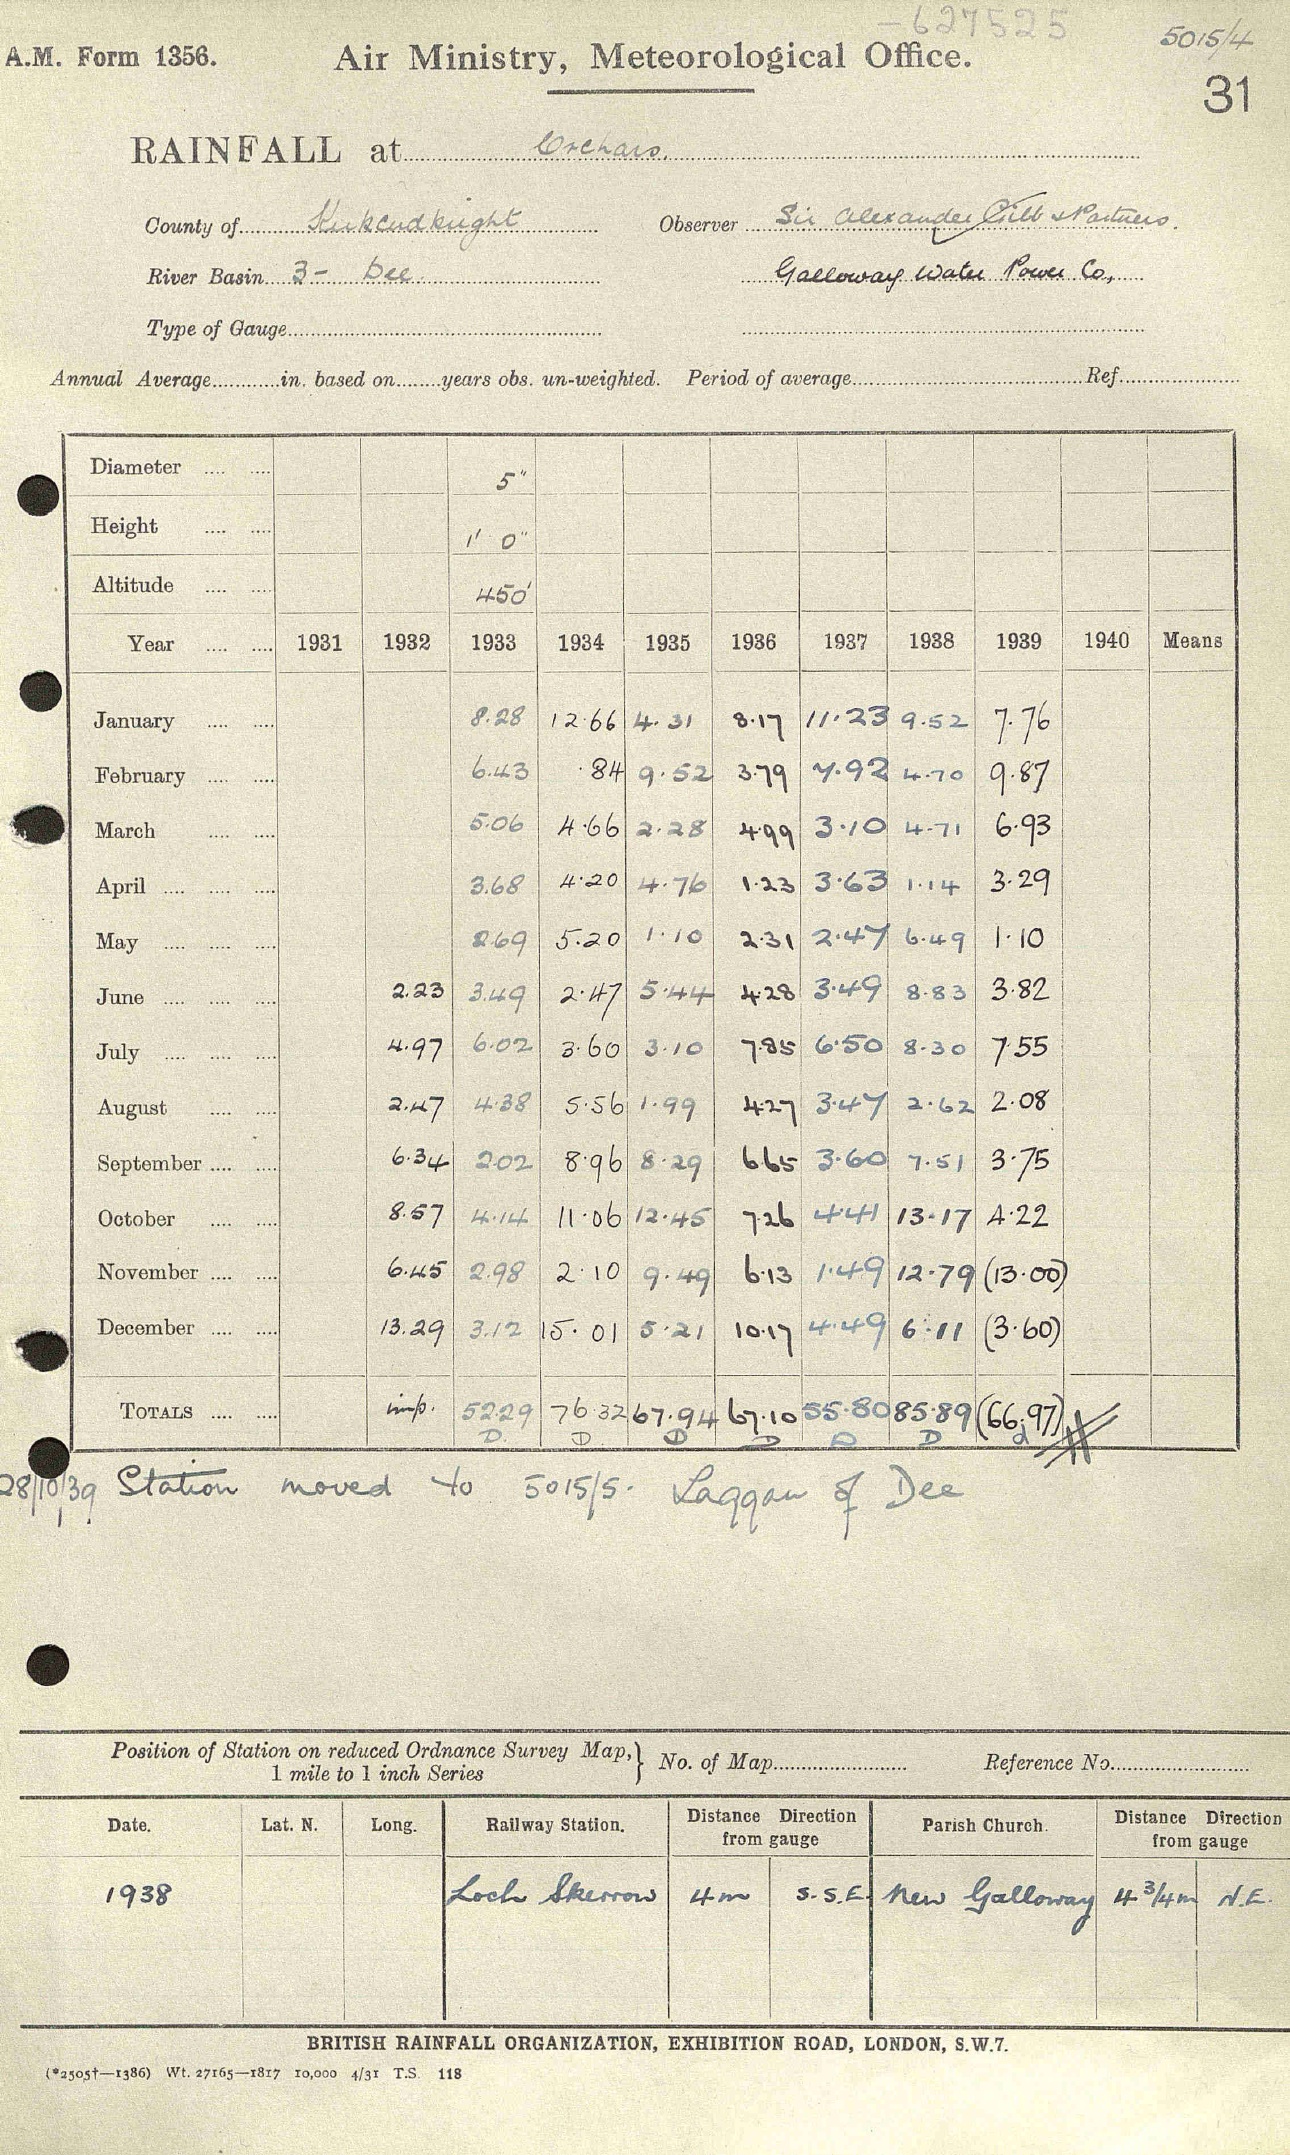 -627525
5015/4
A.M. Form 1356. Air Ministry, Meteorological Office.
31
RAINFALL at Orchars.
County of Kirkcudbright Observer Sir Alexander Gibb & Partners.
River Basin 3- Dee. Galloway Water Power Co.,
Type of Gauge
Annual Average in. based on years obs. un-weighted. Period of average Ref.
Diameter .... .... 5"
Height .... .... 1' 0"
Altitude .... .... 450'
Year .... .... 1931 1932 1933 1934 1935 1936 1937 1938 1939 1940 Means
January .... .... 8.28 12.66 4.31 8.17 11.23 9.52 7.76
February .... .... 6.43 .84 9.52 3.79 7.92 4.70 9.87
March .... .... 5.06 4.66 2.28 4.99 3.10 4.71 6.93
April .... .... .... 3.68 4.20 4.76 1.23 3.63 1.14 3.29
May .... .... .... 2.69 5.20 1.10 2.31 2.47 6.49 1.10
June .... .... .... 2.23 3.49 2.47 5.44 4.28 3.49 8.83 3.82
July .... .... .... 4.97 6.02 3.60 3.10 7.85 6.50 8.30 7.55
August .... .... 2.47 4.38 5.56 1.99 4.27 3.47 2.62 2.08
September .... .... 6.34 2.02 8.96 8.29 6.65 3.60 7.51 3.75
October .... .... 8.57 4.14 11.06 12.45 7.26 4.41 13.17 4.22
November .... .... 6.45 2.98 2.10 9.49 6.13 1.49 12.79 (13.00)
December .... .... 13.29 3.12 15.01 5.21 10.17 4.49 6.11 (3.60)
TOTALS .... .... imp. 52.29 76.32 67.94 67.10 55.80 85.89 (66.97)
D. D D D D D d
28/10/39 Station moved to 5015/5. Laggan of Dee
Position of Station on reduced Ordnance Survey Map,} No. of Map Reference No.
1 mile to 1 inch Series
Date. Lat. N. Long. Railway Station. Distance Direction from gauge Parish Church. Distance Direction from gauge
1938 Loch Skerrow 4m S.S.E. New Galloway 4 3/4m N.E.
BRITISH RAINFALL ORGANIZATION, EXHIBITION ROAD, LONDON, S.W.7.
(*2505†—1386) Wt. 27165—1817 10,000 4/31 T.S. 118